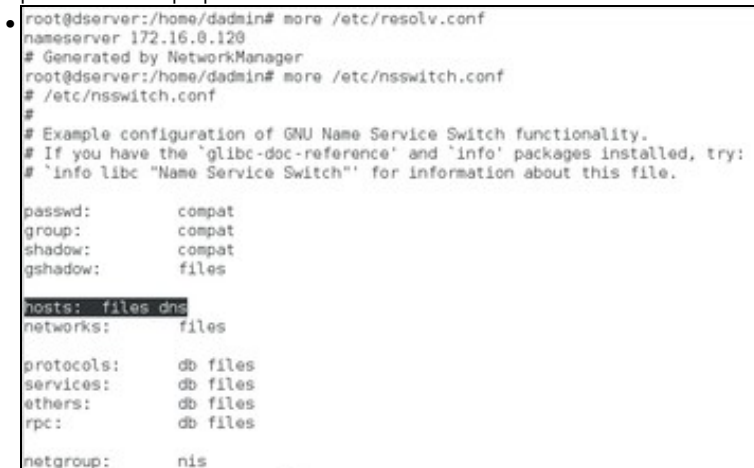 root@dserver:/home/dadmin# more /etc/resolv.conf
nameserver 172.16.0.120
# Generated by NetworkManager
root@dserver:/home/dadmin# more /etc/nsswitch.conf
# /etc/nsswitch.conf
#
# Example configuration of GNU Name Service Switch functionality.
# If you have the `glibc-doc-reference' and `info' packages installed, try:
# `info libc "Name Service Switch"' for information about this file.
passwd: compat
group: compat
shadow: compat
gshadow: files
hosts: files dns
networks: files
protocols: db files
services: db files
ethers: db files
rpc: db files
netgroup: nis